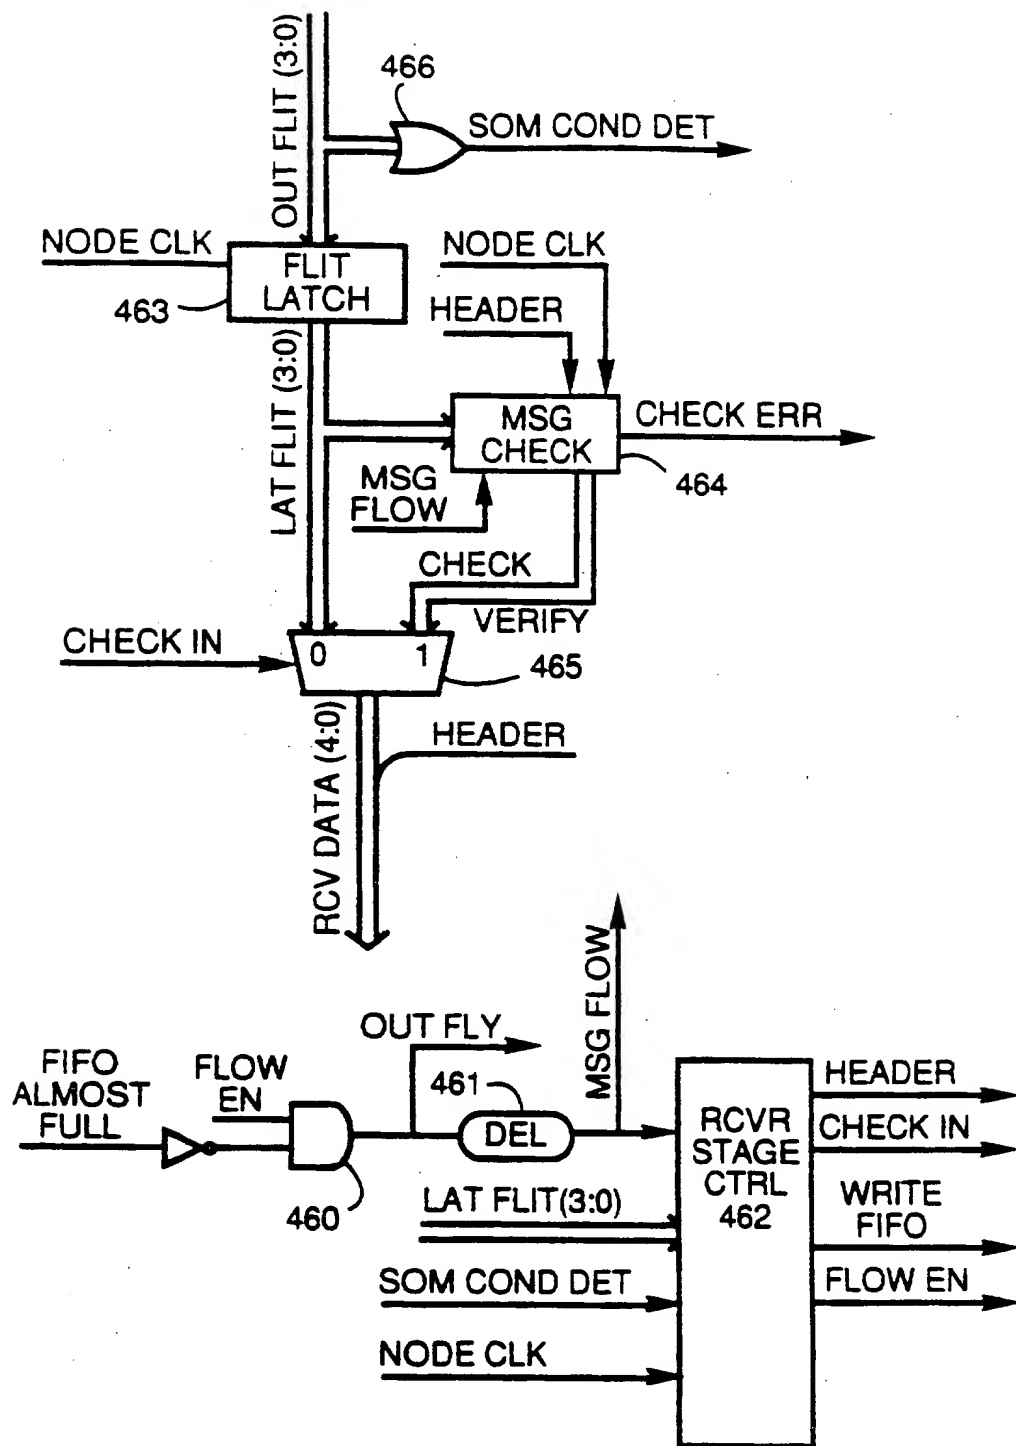 OUT FLIT (3:0)
466
SOM COND DET
NODE CLK
FLIT
LATCH
463
NODE CLK
HEADER
LAT FLIT (3:0)
MSG
CHECK
CHECK ERR
464
MSG
FLOW
CHECK
VERIFY
CHECK IN
0
1
465
RCV DATA (4:0)
HEADER
MSG FLOW
OUT FLY
FIFO
ALMOST
FULL
FLOW
EN
460
461
DEL
RCVR
STAGE
CTRL
462
LAT FLIT(3:0)
SOM COND DET
NODE CLK
HEADER
CHECK IN
WRITE
FIFO
FLOW EN